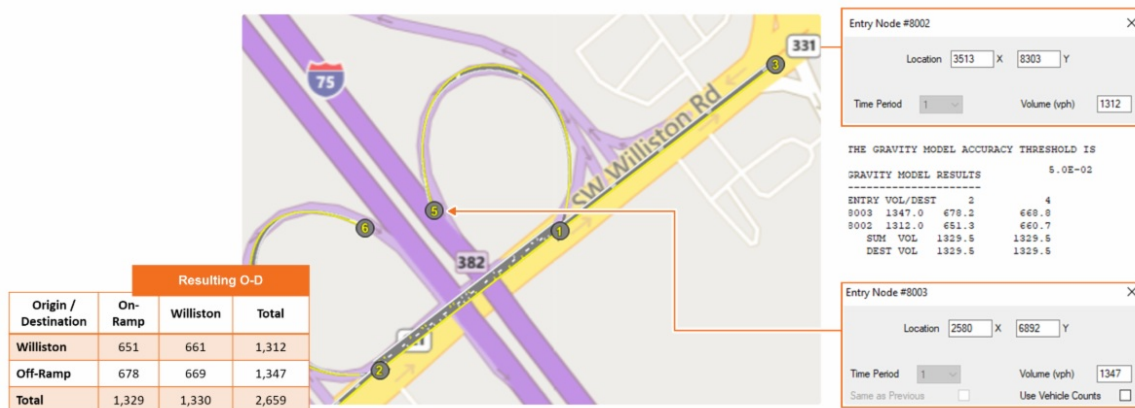 75
382
331
SW Williston Rd
3
5
6
1
2
Resulting O-D
Origin / Destination On-Ramp Williston Total
Williston 651 661 1,312
Off-Ramp 678 669 1,347
Total 1,329 1,330 2,659
Entry Node #8002
Location 3513 X 8303 Y
Time Period 1 Volume (vph) 1312
THE GRAVITY MODEL ACCURACY THRESHOLD IS
5.0E-02
GRAVITY MODEL RESULTS
ENTRY VOL/DEST 2 4
8003 1347.0 678.2 668.8
8002 1312.0 651.3 660.7
SUM VOL 1329.5 1329.5
DEST VOL 1329.5 1329.5
Entry Node #8003
Location 2580 X 6892 Y
Time Period 1 Volume (vph) 1347
Same as Previous Use Vehicle Counts